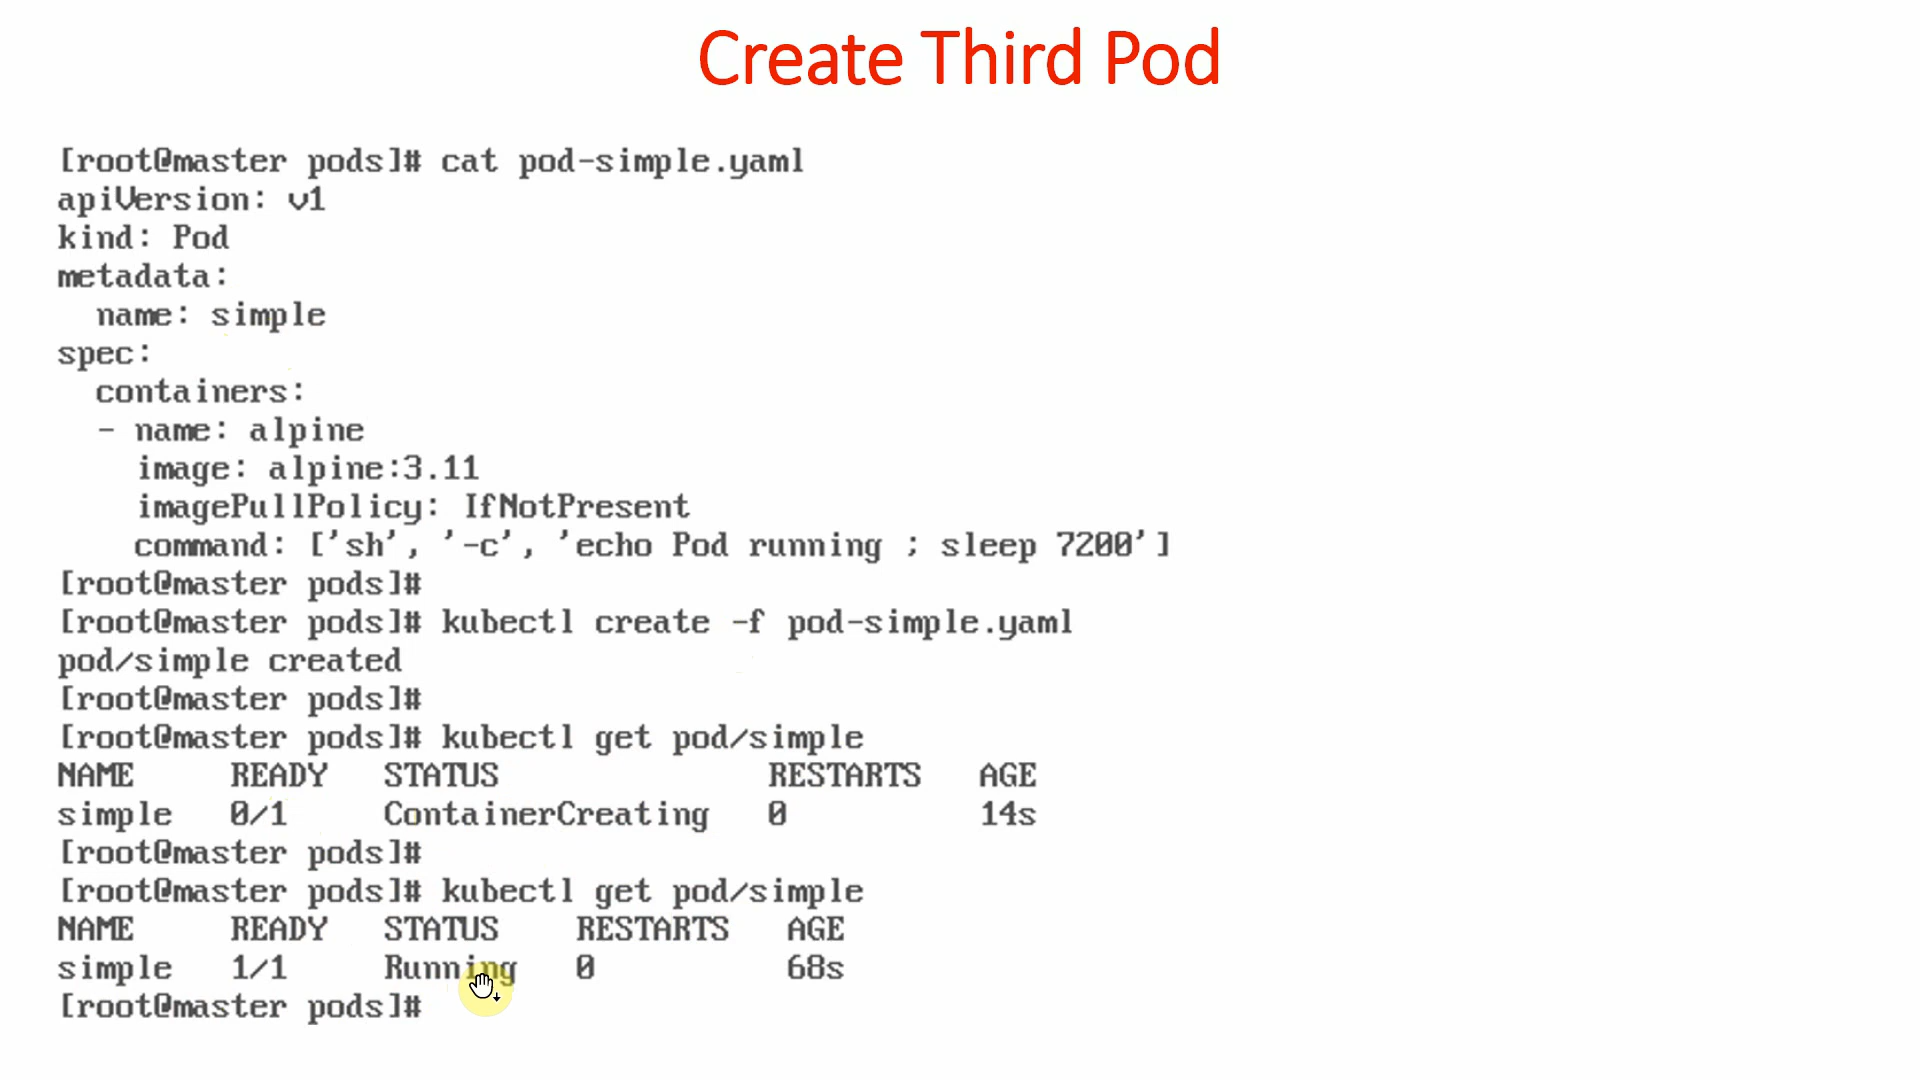 Create Third Pod
[root@master pods]# cat pod-simple.yaml
apiVersion: v1
kind: Pod
metadata:
  name: simple
spec:
  containers:
  - name: alpine
    image: alpine:3.11
    imagePullPolicy: IfNotPresent
    command: ['sh', '-c', 'echo Pod running ; sleep 7200']
[root@master pods]#
[root@master pods]# kubectl create -f pod-simple.yaml
pod/simple created
[root@master pods]#
[root@master pods]# kubectl get pod/simple
NAME     READY   STATUS              RESTARTS   AGE
simple   0/1     ContainerCreating   0          14s
[root@master pods]#
[root@master pods]# kubectl get pod/simple
NAME     READY   STATUS    RESTARTS   AGE
simple   1/1     Running   0          68s
[root@master pods]#